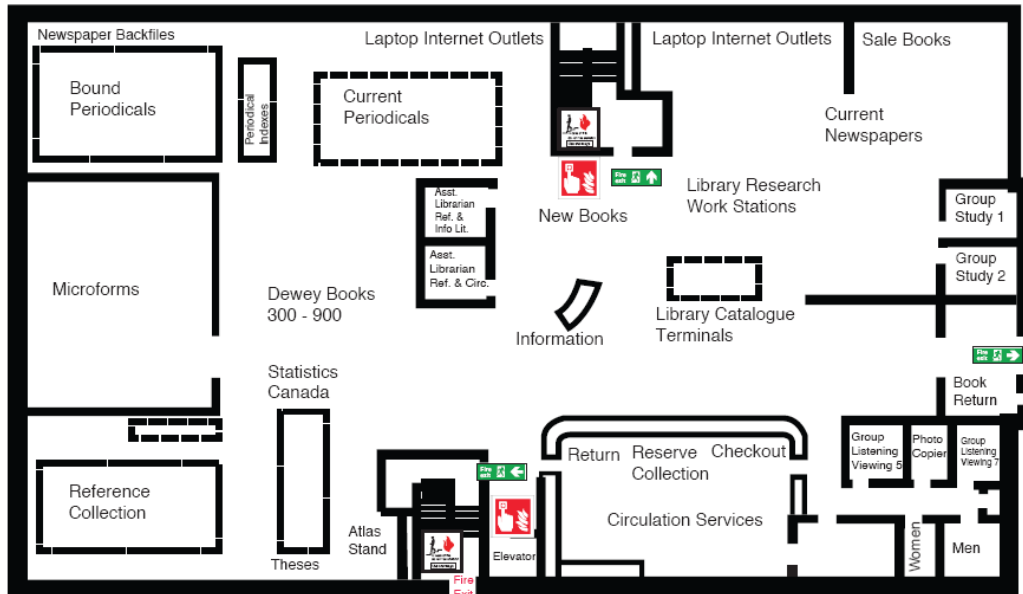 Newspaper Backfiles
Laptop Internet Outlets
Laptop Internet Outlets
Sale Books
Bound
Periodicals
Periodical
Indexes
Current
Periodicals
Current
Newspapers
Fire
exit
Library Research
Work Stations
New Books
Asst.
Librarian
Ref. &
Info Lit.
Group
Study 1
Asst.
Librarian
Ref. & Circ.
Group
Study 2
Microforms
Dewey Books
300 - 900
Information
Library Catalogue
Terminals
Fire
exit
Statistics
Canada
Book
Return
Return
Reserve
Collection
Checkout
Group
Listening
Viewing 5
Photo
Copier
Group
Listening
Viewing 7
Fire
exit
Reference
Collection
Circulation Services
Atlas
Stand
Elevator
Women
Men
Theses
Fire
Exit